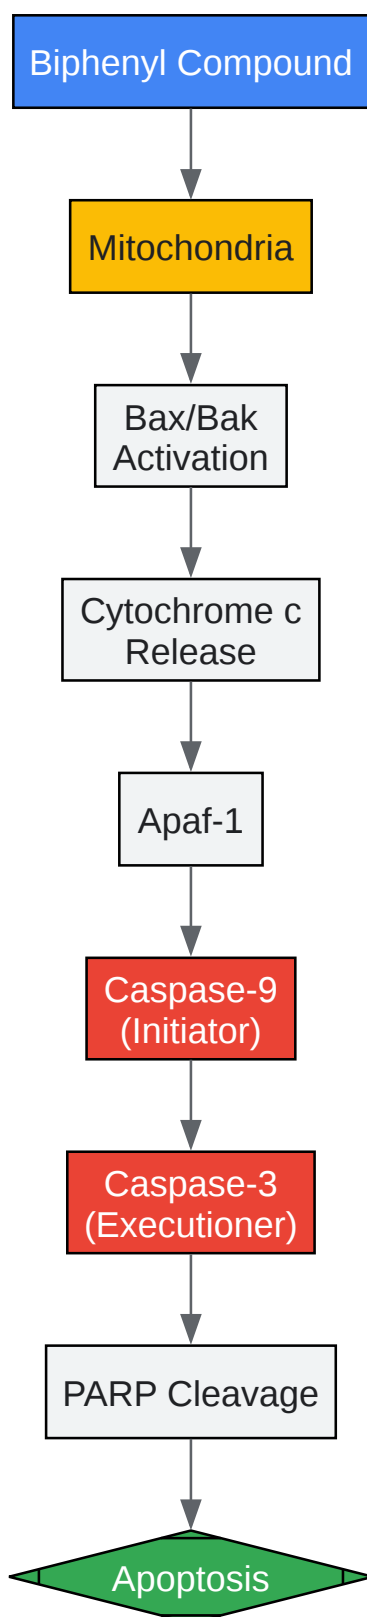 Biphenyl Compound
Mitochondria
Bax/Bak
Activation
Cytochrome c
Release
Apaf-1
Caspase-9
(Initiator)
Caspase-3
(Executioner)
PARP Cleavage
Apoptosis